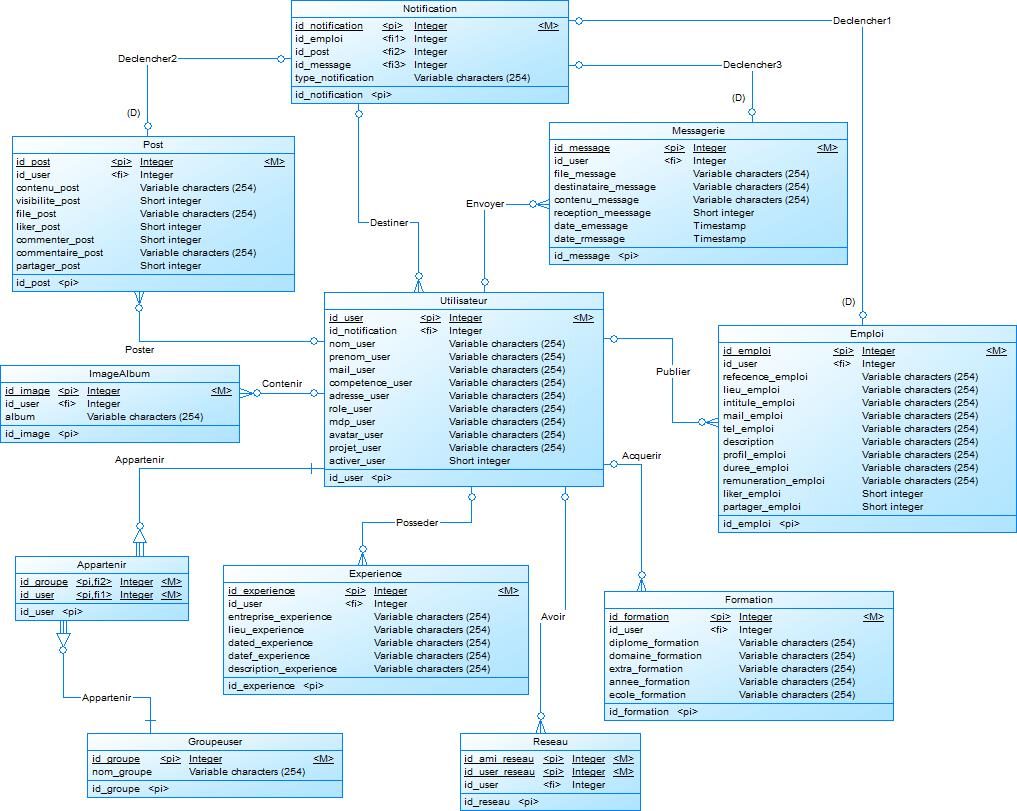 Notification
id_notification <pi> Integer <M>
id_emploi <fi1> Integer
id_post <fi2> Integer
id_message <fi3> Integer
type_notification Variable characters (254)
id_notification <pi>
Declencher1
Declencher2
Declencher3
(D)
(D)
Post
id_post <pi> Integer <M>
id_user <fi> Integer
contenu_post Variable characters (254)
visibilite_post Short integer
file_post Variable characters (254)
liker_post Short integer
commenter_post Short integer
commentaire_post Variable characters (254)
partager_post Short integer
id_post <pi>
Messagerie
id_message <pi> Integer <M>
id_user <fi> Integer
file_message Variable characters (254)
destinataire_message Variable characters (254)
contenu_message Variable characters (254)
reception_memssage Short integer
date_emessage Timestamp
date_rmessage Timestamp
id_message <pi>
Envoyer
Destiner
(D)
Utilisateur
id_user <pi> Integer <M>
id_notification <fi> Integer
nom_user Variable characters (254)
prenom_user Variable characters (254)
mail_user Variable characters (254)
competence_user Variable characters (254)
adresse_user Variable characters (254)
role_user Variable characters (254)
mdp_user Variable characters (254)
avatar_user Variable characters (254)
projet_user Variable characters (254)
activer_user Short integer
id_user <pi>
Poster
Publier
Emploi
id_emploi <pi> Integer <M>
id_user <fi> Integer
refecence_emploi Variable characters (254)
lieu_emploi Variable characters (254)
intitule_emploi Variable characters (254)
mail_emploi Variable characters (254)
tel_emploi Variable characters (254)
description Variable characters (254)
profil_emploi Variable characters (254)
duree_emploi Variable characters (254)
remuneration_emploi Variable characters (254)
liker_emploi Short integer
partager_emploi Short integer
id_emploi <pi>
ImageAlbum
id_image <pi> Integer <M>
id_user <fi> Integer
album Variable characters (254)
id_image <pi>
Contenir
Appartenir
Acquerir
Posseder
Appartenir
id_groupe <pi,fi2> Integer <M>
id_user <pi,fi1> Integer <M>
id_user <pi>
Experience
id_experience <pi> Integer <M>
id_user <fi> Integer
entreprise_experience Variable characters (254)
lieu_experience Variable characters (254)
dated_experience Variable characters (254)
datef_experience Variable characters (254)
description_experience Variable characters (254)
id_experience <pi>
Avoir
Formation
id_formation <pi> Integer <M>
id_user <fi> Integer
diplome_formation Variable characters (254)
domaine_formation Variable characters (254)
extra_formation Variable characters (254)
annee_formation Variable characters (254)
ecole_formation Variable characters (254)
id_formation <pi>
Appartenir
Groupeuser
id_groupe <pi> Integer <M>
nom_groupe Variable characters (254)
id_groupe <pi>
Reseau
id_ami_reseau <pi> Integer <M>
id_user_reseau <pi> Integer <M>
id_user <fi> Integer
id_reseau <pi>